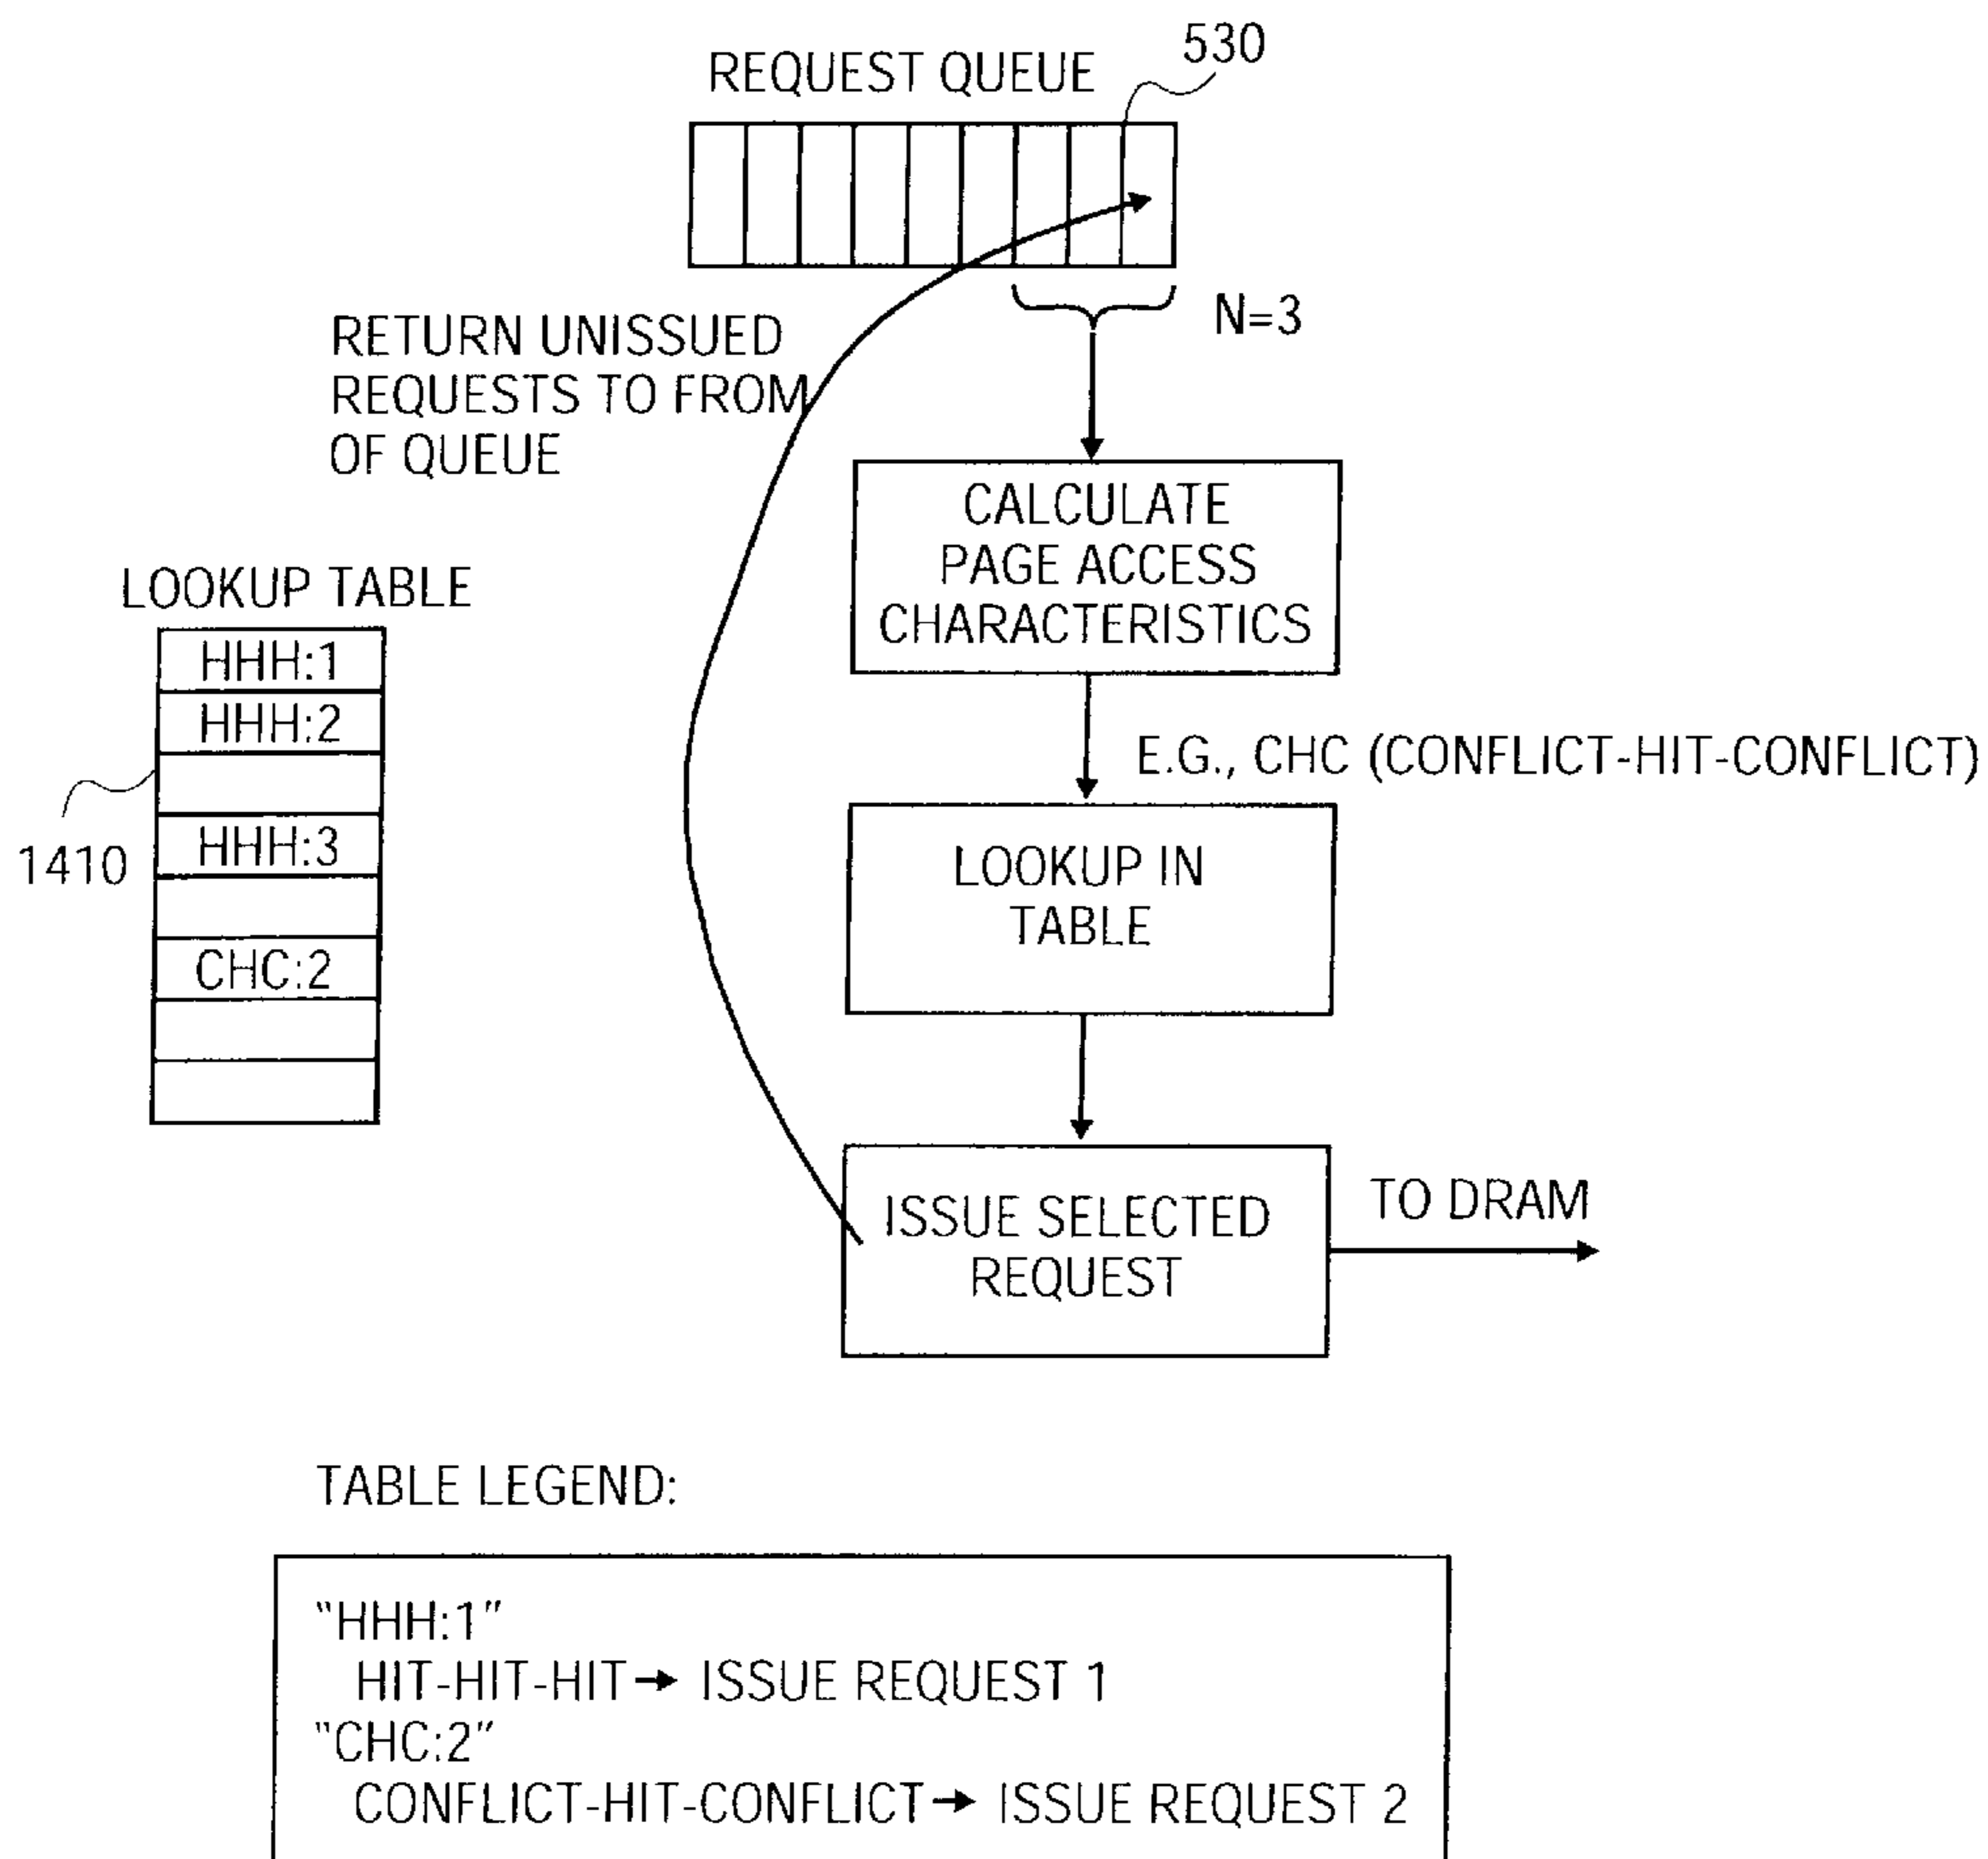 530
REQUEST QUEUE
N=3
RETURN UNISSUED
REQUESTS TO FROM
OF QUEUE
CALCULATE
PAGE ACCESS
CHARACTERISTICS
LOOKUP TABLE
HHH:1
HHH:2
HHH:3
CHC:2
1410
E.G., CHC (CONFLICT-HIT-CONFLICT)
LOOKUP IN
TABLE
ISSUE SELECTED
REQUEST
TO DRAM
TABLE LEGEND:
"HHH:1"
HIT-HIT-HIT → ISSUE REQUEST 1
"CHC:2"
CONFLICT-HIT-CONFLICT → ISSUE REQUEST 2